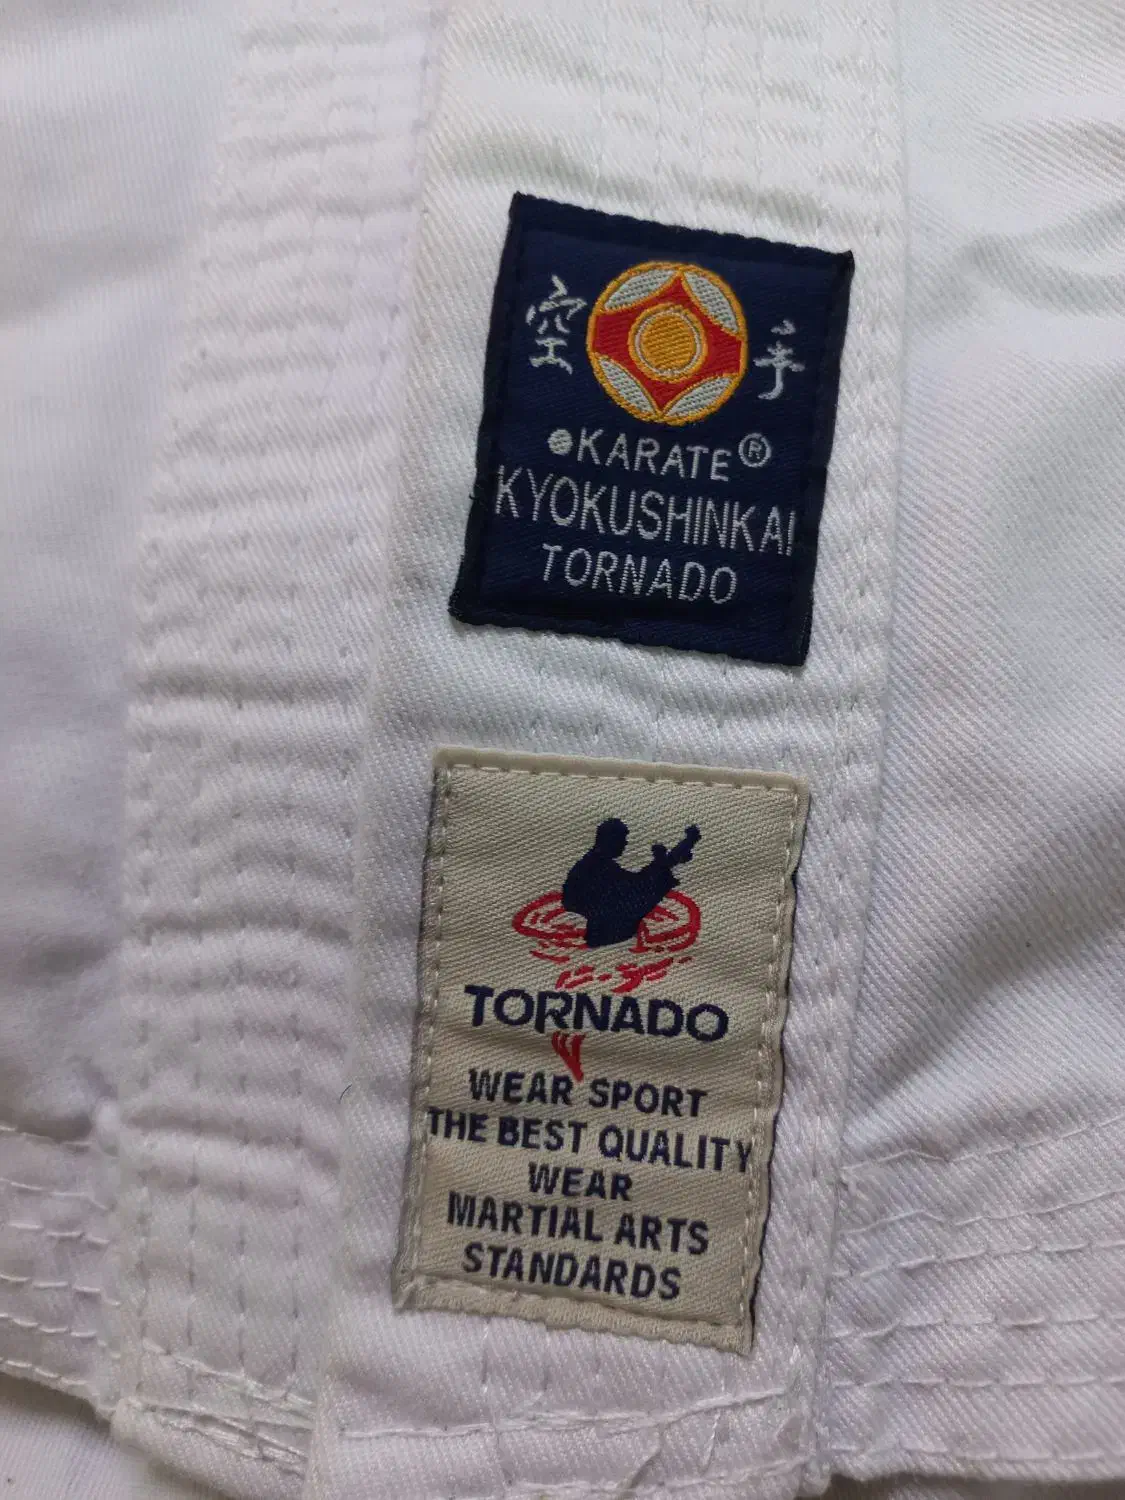 空 手
KARATE®
KYOKUSHINKAI
TORNADO
TORNADO
WEAR SPORT
THE BEST QUALITY
WEAR
MARTIAL ARTS
STANDARDS